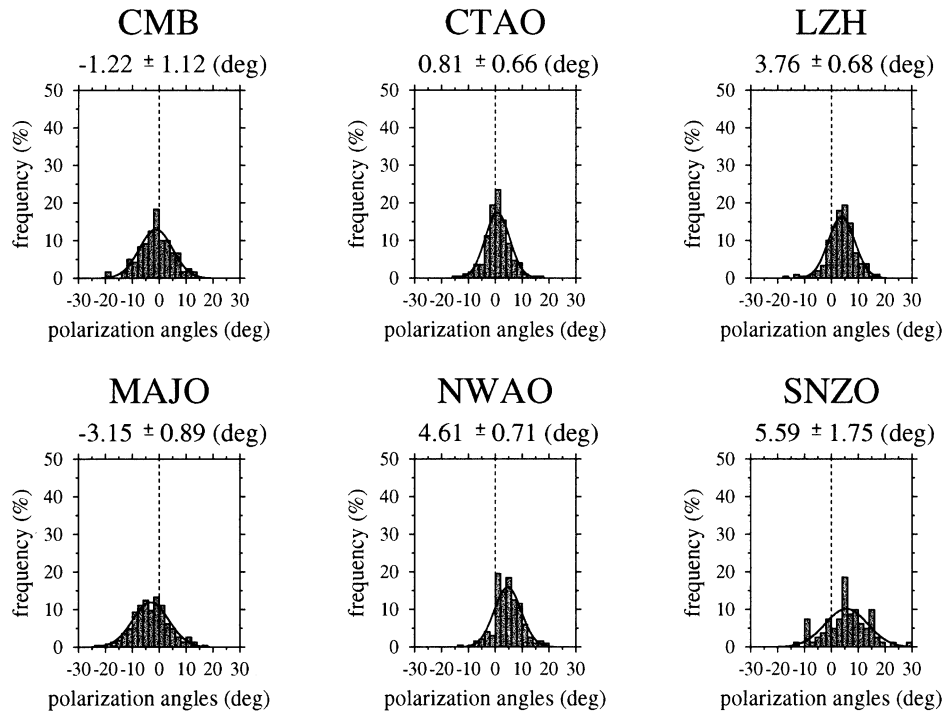 CMB
-1.22 ± 1.12 (deg)
50
40
30
20
10
0
frequency (%)
-30 -20 -10 0 10 20 30
polarization angles (deg)
CTAO
0.81 ± 0.66 (deg)
50
40
30
20
10
0
frequency (%)
-30 -20 -10 0 10 20 30
polarization angles (deg)
LZH
3.76 ± 0.68 (deg)
50
40
30
20
10
0
frequency (%)
-30 -20 -10 0 10 20 30
polarization angles (deg)
MAJO
-3.15 ± 0.89 (deg)
50
40
30
20
10
0
frequency (%)
-30 -20 -10 0 10 20 30
polarization angles (deg)
NWAO
4.61 ± 0.71 (deg)
50
40
30
20
10
0
frequency (%)
-30 -20 -10 0 10 20 30
polarization angles (deg)
SNZO
5.59 ± 1.75 (deg)
50
40
30
20
10
0
frequency (%)
-30 -20 -10 0 10 20 30
polarization angles (deg)